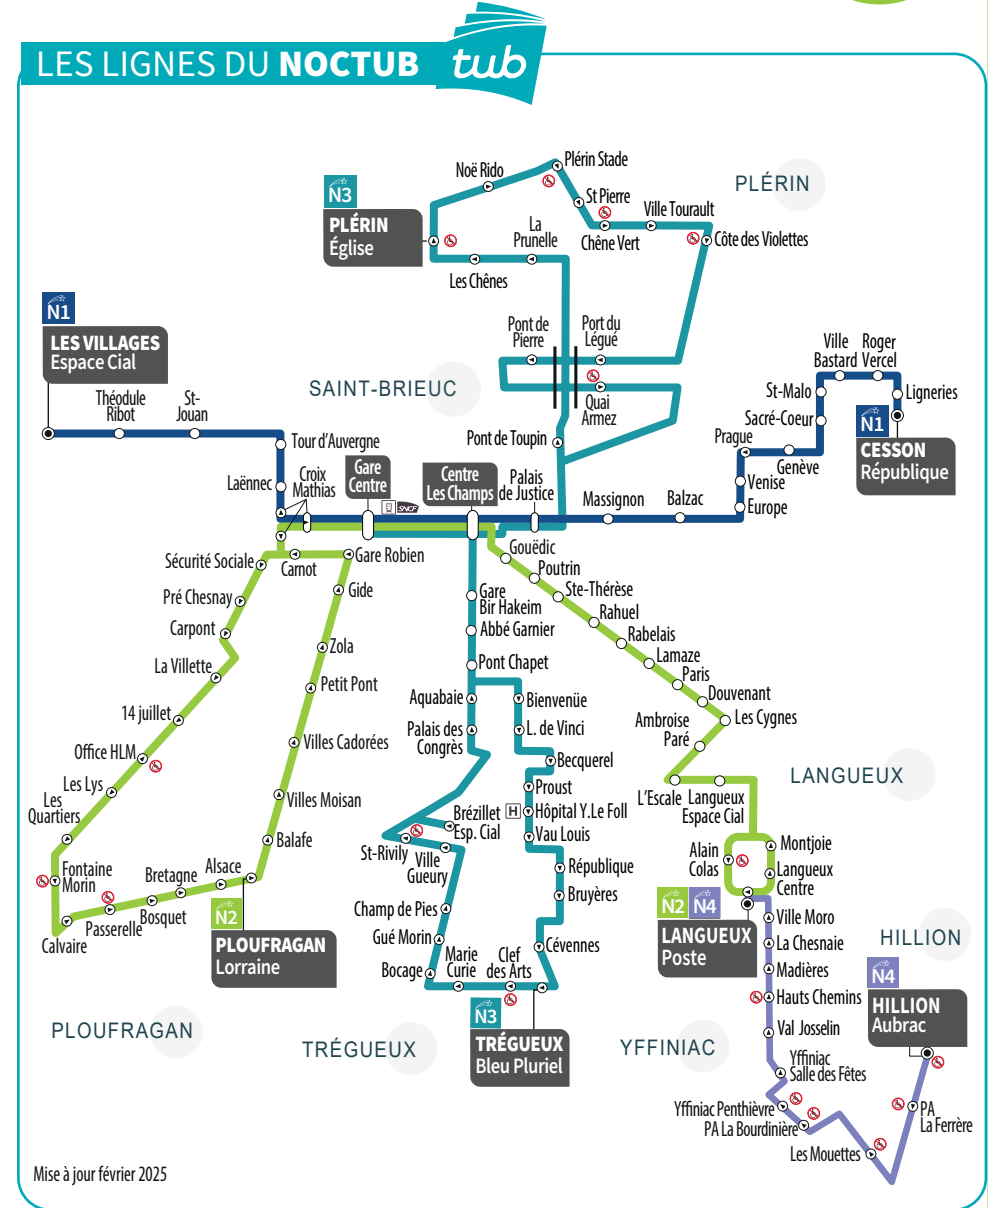 LES LIGNES DU NOCTUB
tub
PLÉRIN
N3
PLÉRIN
Église
Noë Rido
Plérin Stade
St Pierre
Chêne Vert
Ville Tourault
Côte des Violettes
La
Prunelle
Les Chênes
Pont de
Pierre
Port du
Légué
Quai
Armez
Pont de Toupin
SAINT-BRIEUC
N1
LES VILLAGES
Espace Cial
Théodule
Ribot
St-
Jouan
Tour d'Auvergne
Laënnec
Croix
Mathias
Gare
Centre
SNCF
Centre
Les Champs
Palais
de Justice
Massignon
Balzac
Europe
Venise
Prague
Genève
Sacré-Coeur
St-Malo
Ville
Bastard
Roger
Vercel
Ligneries
N1
CESSON
République
Sécurité Sociale
Carnot
Gare Robien
Pré Chesnay
Gide
Carpont
Zola
La Villette
Petit Pont
14 juillet
Villes Cadorées
Office HLM
Villes Moisan
Les Lys
Les
Quartiers
Balafe
Fontaine
Morin
Calvaire
Passerelle
Bosquet
Bretagne
Alsace
N2
PLOUFRAGAN
Lorraine
PLOUFRAGAN
Gare
Bir Hakeim
Abbé Garnier
Pont Chapet
Aquabaie
Bienvenüe
Palais des
Congrès
L. de Vinci
Becquerel
Proust
H
Hôpital Y.Le Foll
Vau Louis
Brézillet
Esp. Cial
St-Rivily
Ville
Gueury
République
Bruyères
Champ de Pies
Gué Morin
Bocage
Marie
Curie
Clef
des Arts
Cévennes
N3
TRÉGUEUX
Bleu Pluriel
TRÉGUEUX
Gouëdic
Poutrin
Ste-Thérèse
Rahuel
Rabelais
Lamaze
Paris
Douvenant
Les Cygnes
Ambroise
Paré
L'Escale
Langueux
Espace Cial
LANGUEUX
Alain
Colas
Montjoie
Langueux
Centre
N2
N4
LANGUEUX
Poste
Ville Moro
La Chesnaie
Madières
Hauts Chemins
Val Josselin
Yffiniac
Salle des Fêtes
Yffiniac Penthièvre
PA La Bourdinière
Les Mouettes
PA
La Ferrère
YFFINIAC
HILLION
N4
HILLION
Aubrac
Mise à jour février 2025